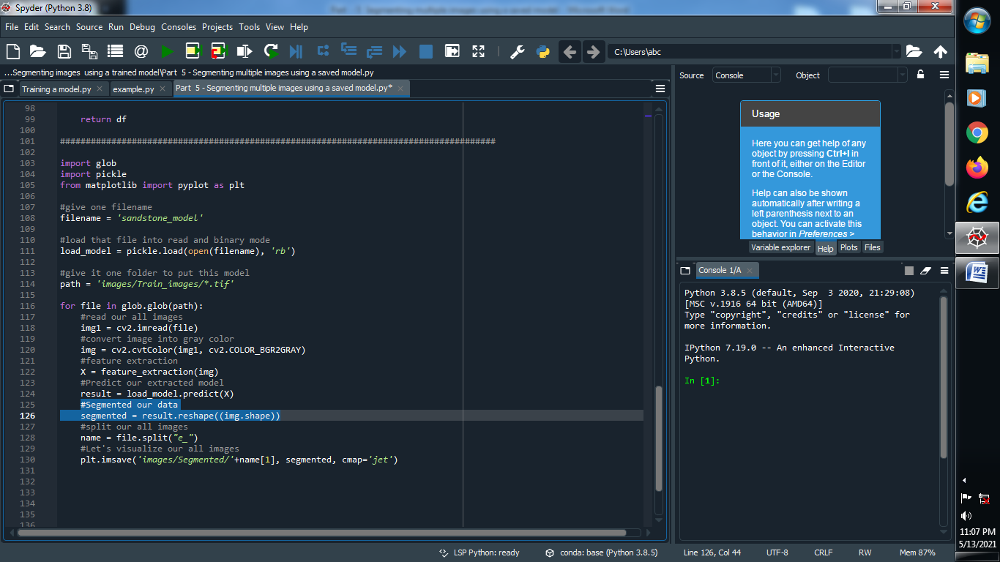 Spyder (Python 3.8)
File Edit Search Source Run Debug Consoles Projects Tools View Help
C:\Users\abc
...Segmenting images  using a trained model\Part  5 - Segmenting multiple images using a saved model.py
Training a model.py
example.py
Part  5 - Segmenting multiple images using a saved model.py*
98
99     return df
100
101 #####################################################################################
102
103 import glob
104 import pickle
105 from matplotlib import pyplot as plt
106
107 #give one filename
108 filename = 'sandstone_model'
109
110 #load that file into read and binary mode
111 load_model = pickle.load(open(filename), 'rb')
112
113 #give it one folder to put this model
114 path = 'images/Train_images/*.tif'
115
116 for file in glob.glob(path):
117     #read our all images
118     img1 = cv2.imread(file)
119     #convert image into gray color
120     img = cv2.cvtColor(img1, cv2.COLOR_BGR2GRAY)
121     #feature extraction
122     X = feature_extraction(img)
123     #Predict our extracted model
124     result = load_model.predict(X)
125     #Segmented our data
126     segmented = result.reshape((img.shape))
127     #split our all images
128     name = file.split("e_")
129     #Let's visualize our all images
130     plt.imsave('images/Segmented/'+name[1], segmented, cmap='jet')
131
132
133
134
135
136
Source Console Object
Usage
Here you can get help of any
object by pressing Ctrl+I in
front of it, either on the Editor
or the Console.
Help can also be shown
automatically after writing a
left parenthesis next to an
object. You can activate this
behavior in Preferences >
Variable explorer Help Plots Files
Console 1/A
Python 3.8.5 (default, Sep  3 2020, 21:29:08)
[MSC v.1916 64 bit (AMD64)]
Type "copyright", "credits" or "license" for
more information.
IPython 7.19.0 -- An enhanced Interactive
Python.
In [1]:
LSP Python: ready conda: base (Python 3.8.5) Line 126, Col 44 UTF-8 CRLF RW Mem 87%
11:07 PM
5/13/2021